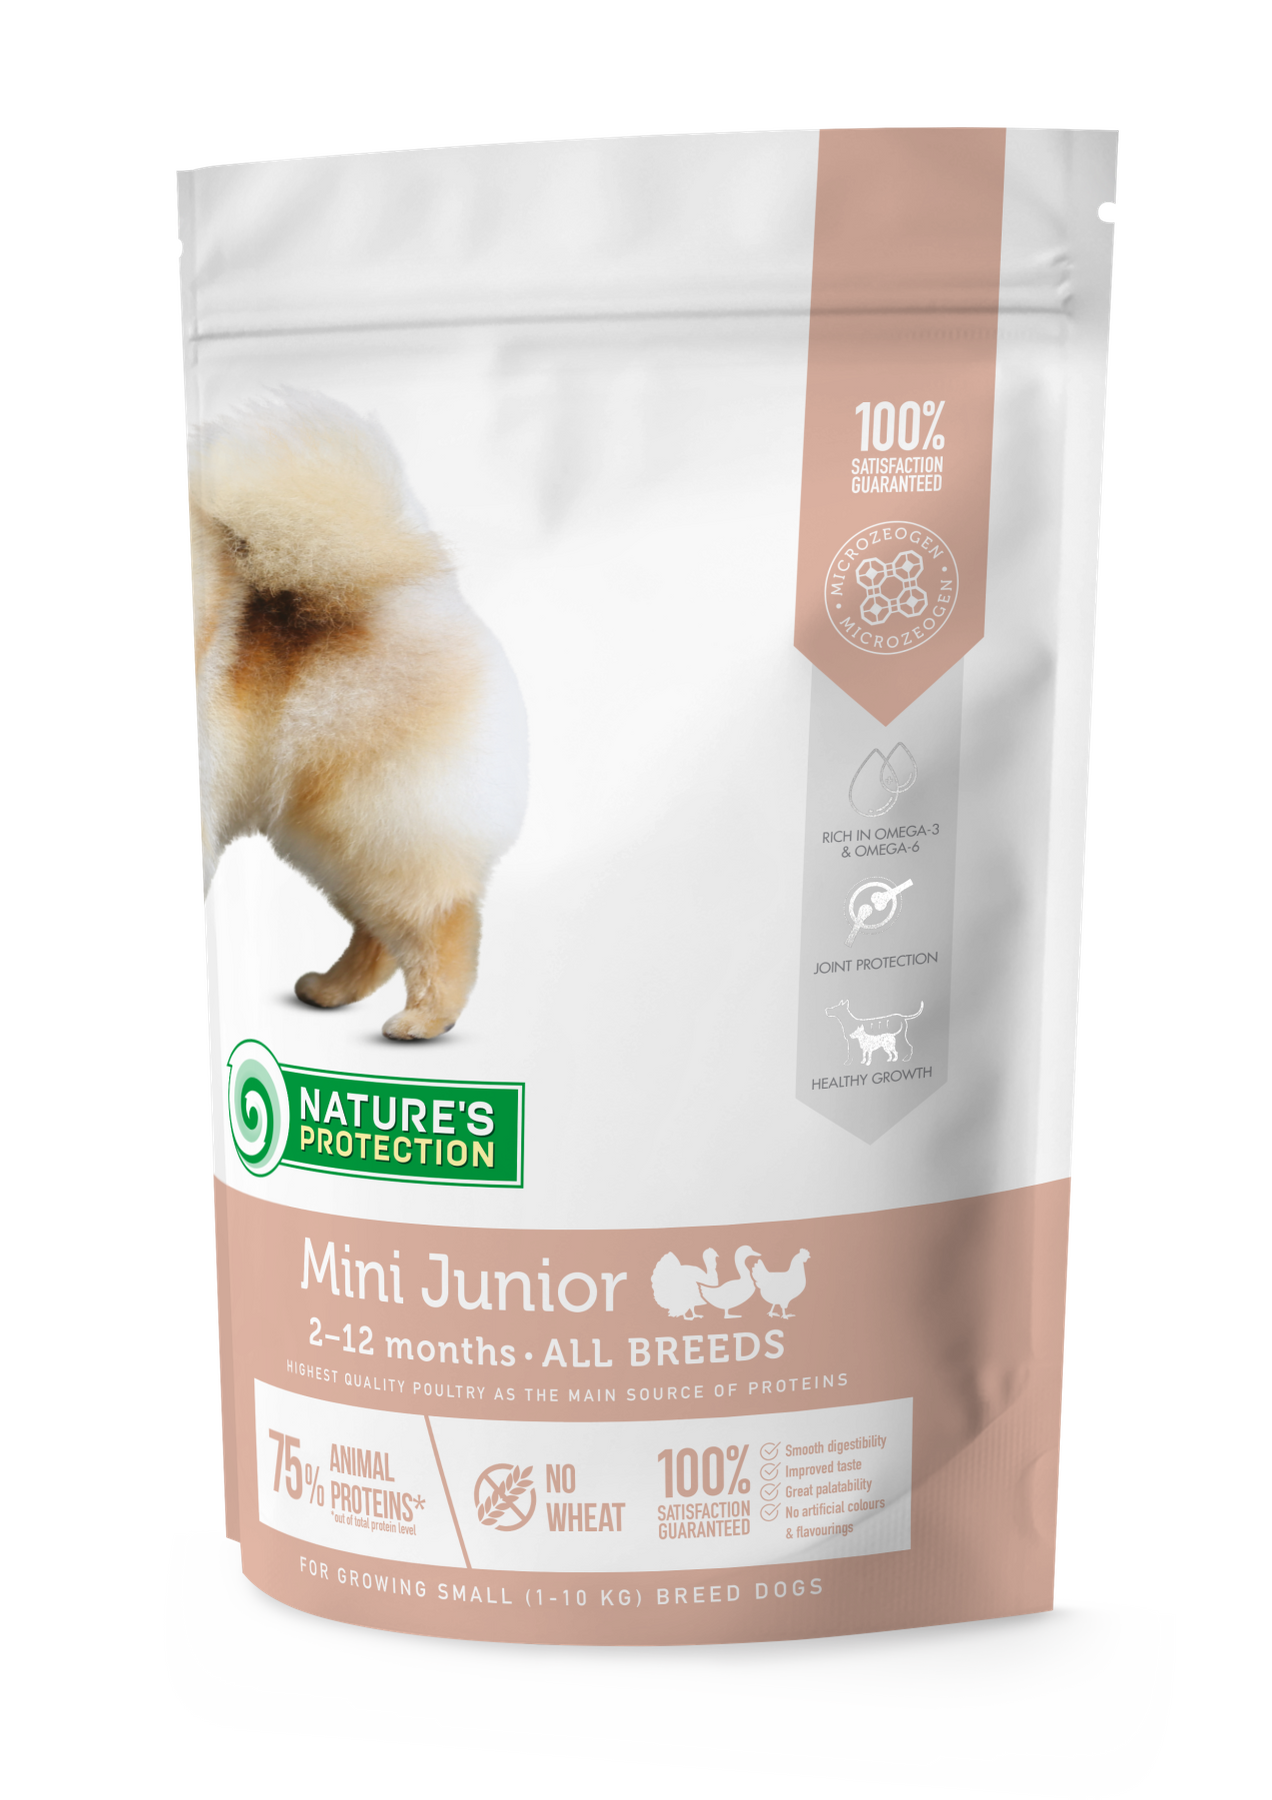 100%
SATISFACTION
GUARANTEED
MICROZEOGEN • MICROZEOGEN •
RICH IN OMEGA-3
& OMEGA-6
JOINT PROTECTION
HEALTHY GROWTH
NATURE'S
PROTECTION
Mini Junior
2–12 months · ALL BREEDS
HIGHEST QUALITY POULTRY AS THE MAIN SOURCE OF PROTEINS
75% ANIMAL
PROTEINS*
*out of total protein level
NO
WHEAT
100%
SATISFACTION
GUARANTEED
Smooth digestibility
Improved taste
Great palatability
No artificial colours
& flavourings
FOR GROWING SMALL (1-10 KG) BREED DOGS